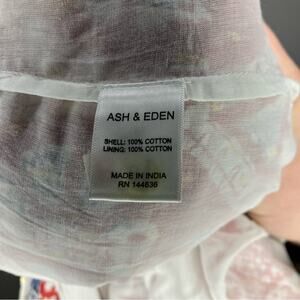 ASH & EDEN
SHELL: 100% COTTON
LINING: 100% COTTON
MADE IN INDIA
RN 144636